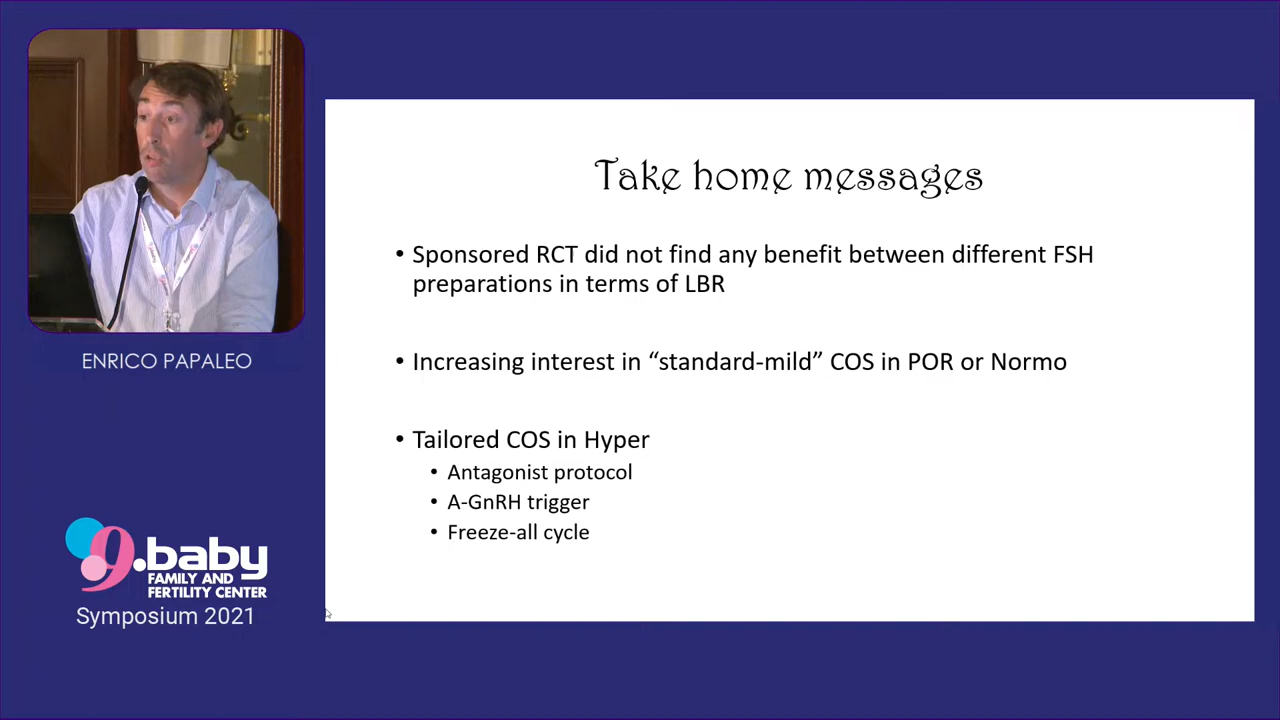 Take home messages
• Sponsored RCT did not find any benefit between different FSH
preparations in terms of LBR
• Increasing interest in “standard-mild” COS in POR or Normo
• Tailored COS in Hyper
• Antagonist protocol
• A-GnRH trigger
• Freeze-all cycle
ENRICO PAPALEO
9.baby
FAMILY AND
FERTILITY CENTER
Symposium 2021